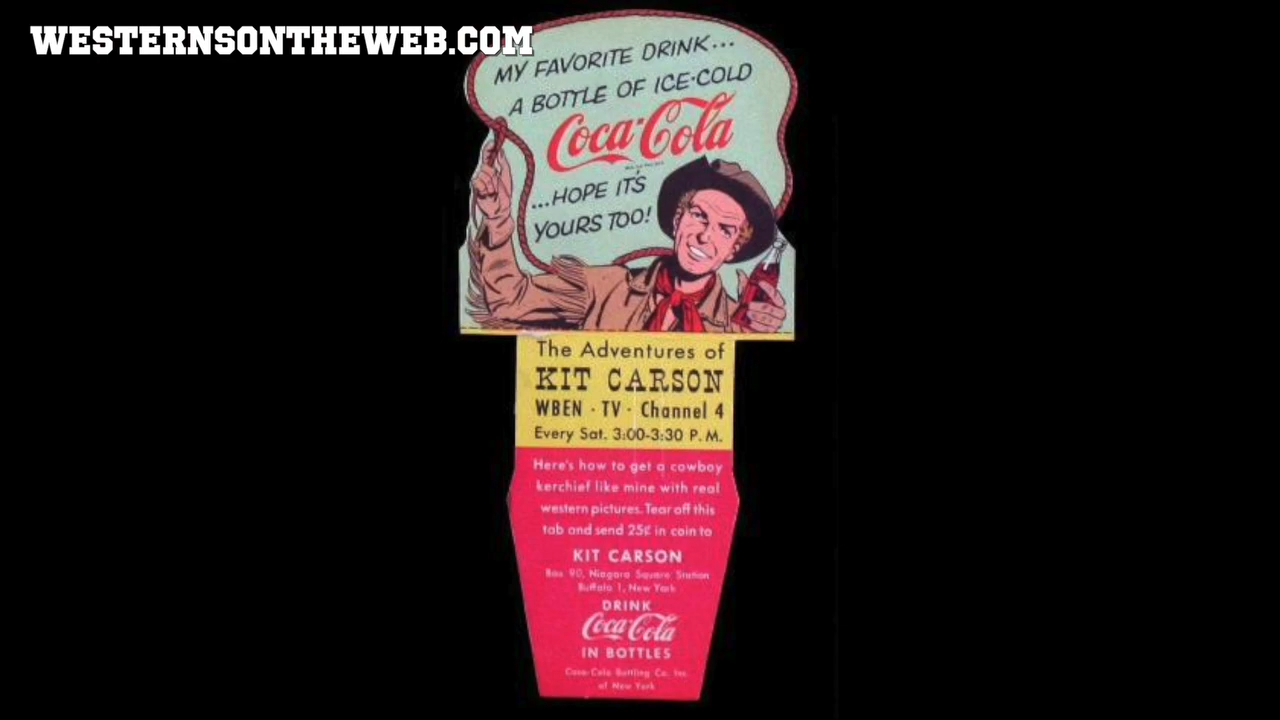 WESTERNSONTHEWEB.COM
MY FAVORITE DRINK...
A BOTTLE OF ICE-COLD
Coca-Cola
...HOPE IT'S
YOURS TOO!
The Adventures of
KIT CARSON
WBEN · TV · Channel 4
Every Sat. 3:00-3:30 P.M.
Here's how to get a cowboy
kerchief like mine with real
western pictures. Tear off this
tab and send 25¢ in coin to
KIT CARSON
Box 90, Niagara Square Station
Buffalo 1, New York
DRINK
Coca-Cola
IN BOTTLES
Coca-Cola Bottling Co. Inc.
of New York